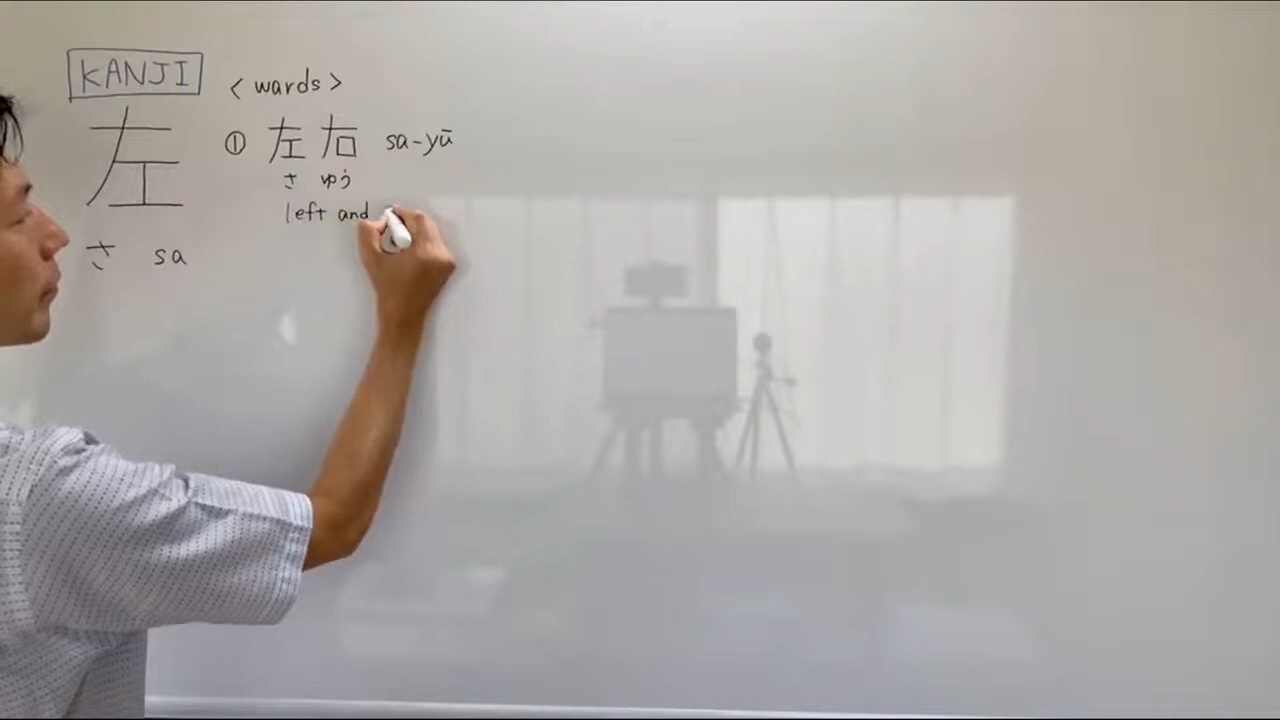 KANJI
<wards>
左
① 左右 sa-yū
さ ゆう
left and
さ sa